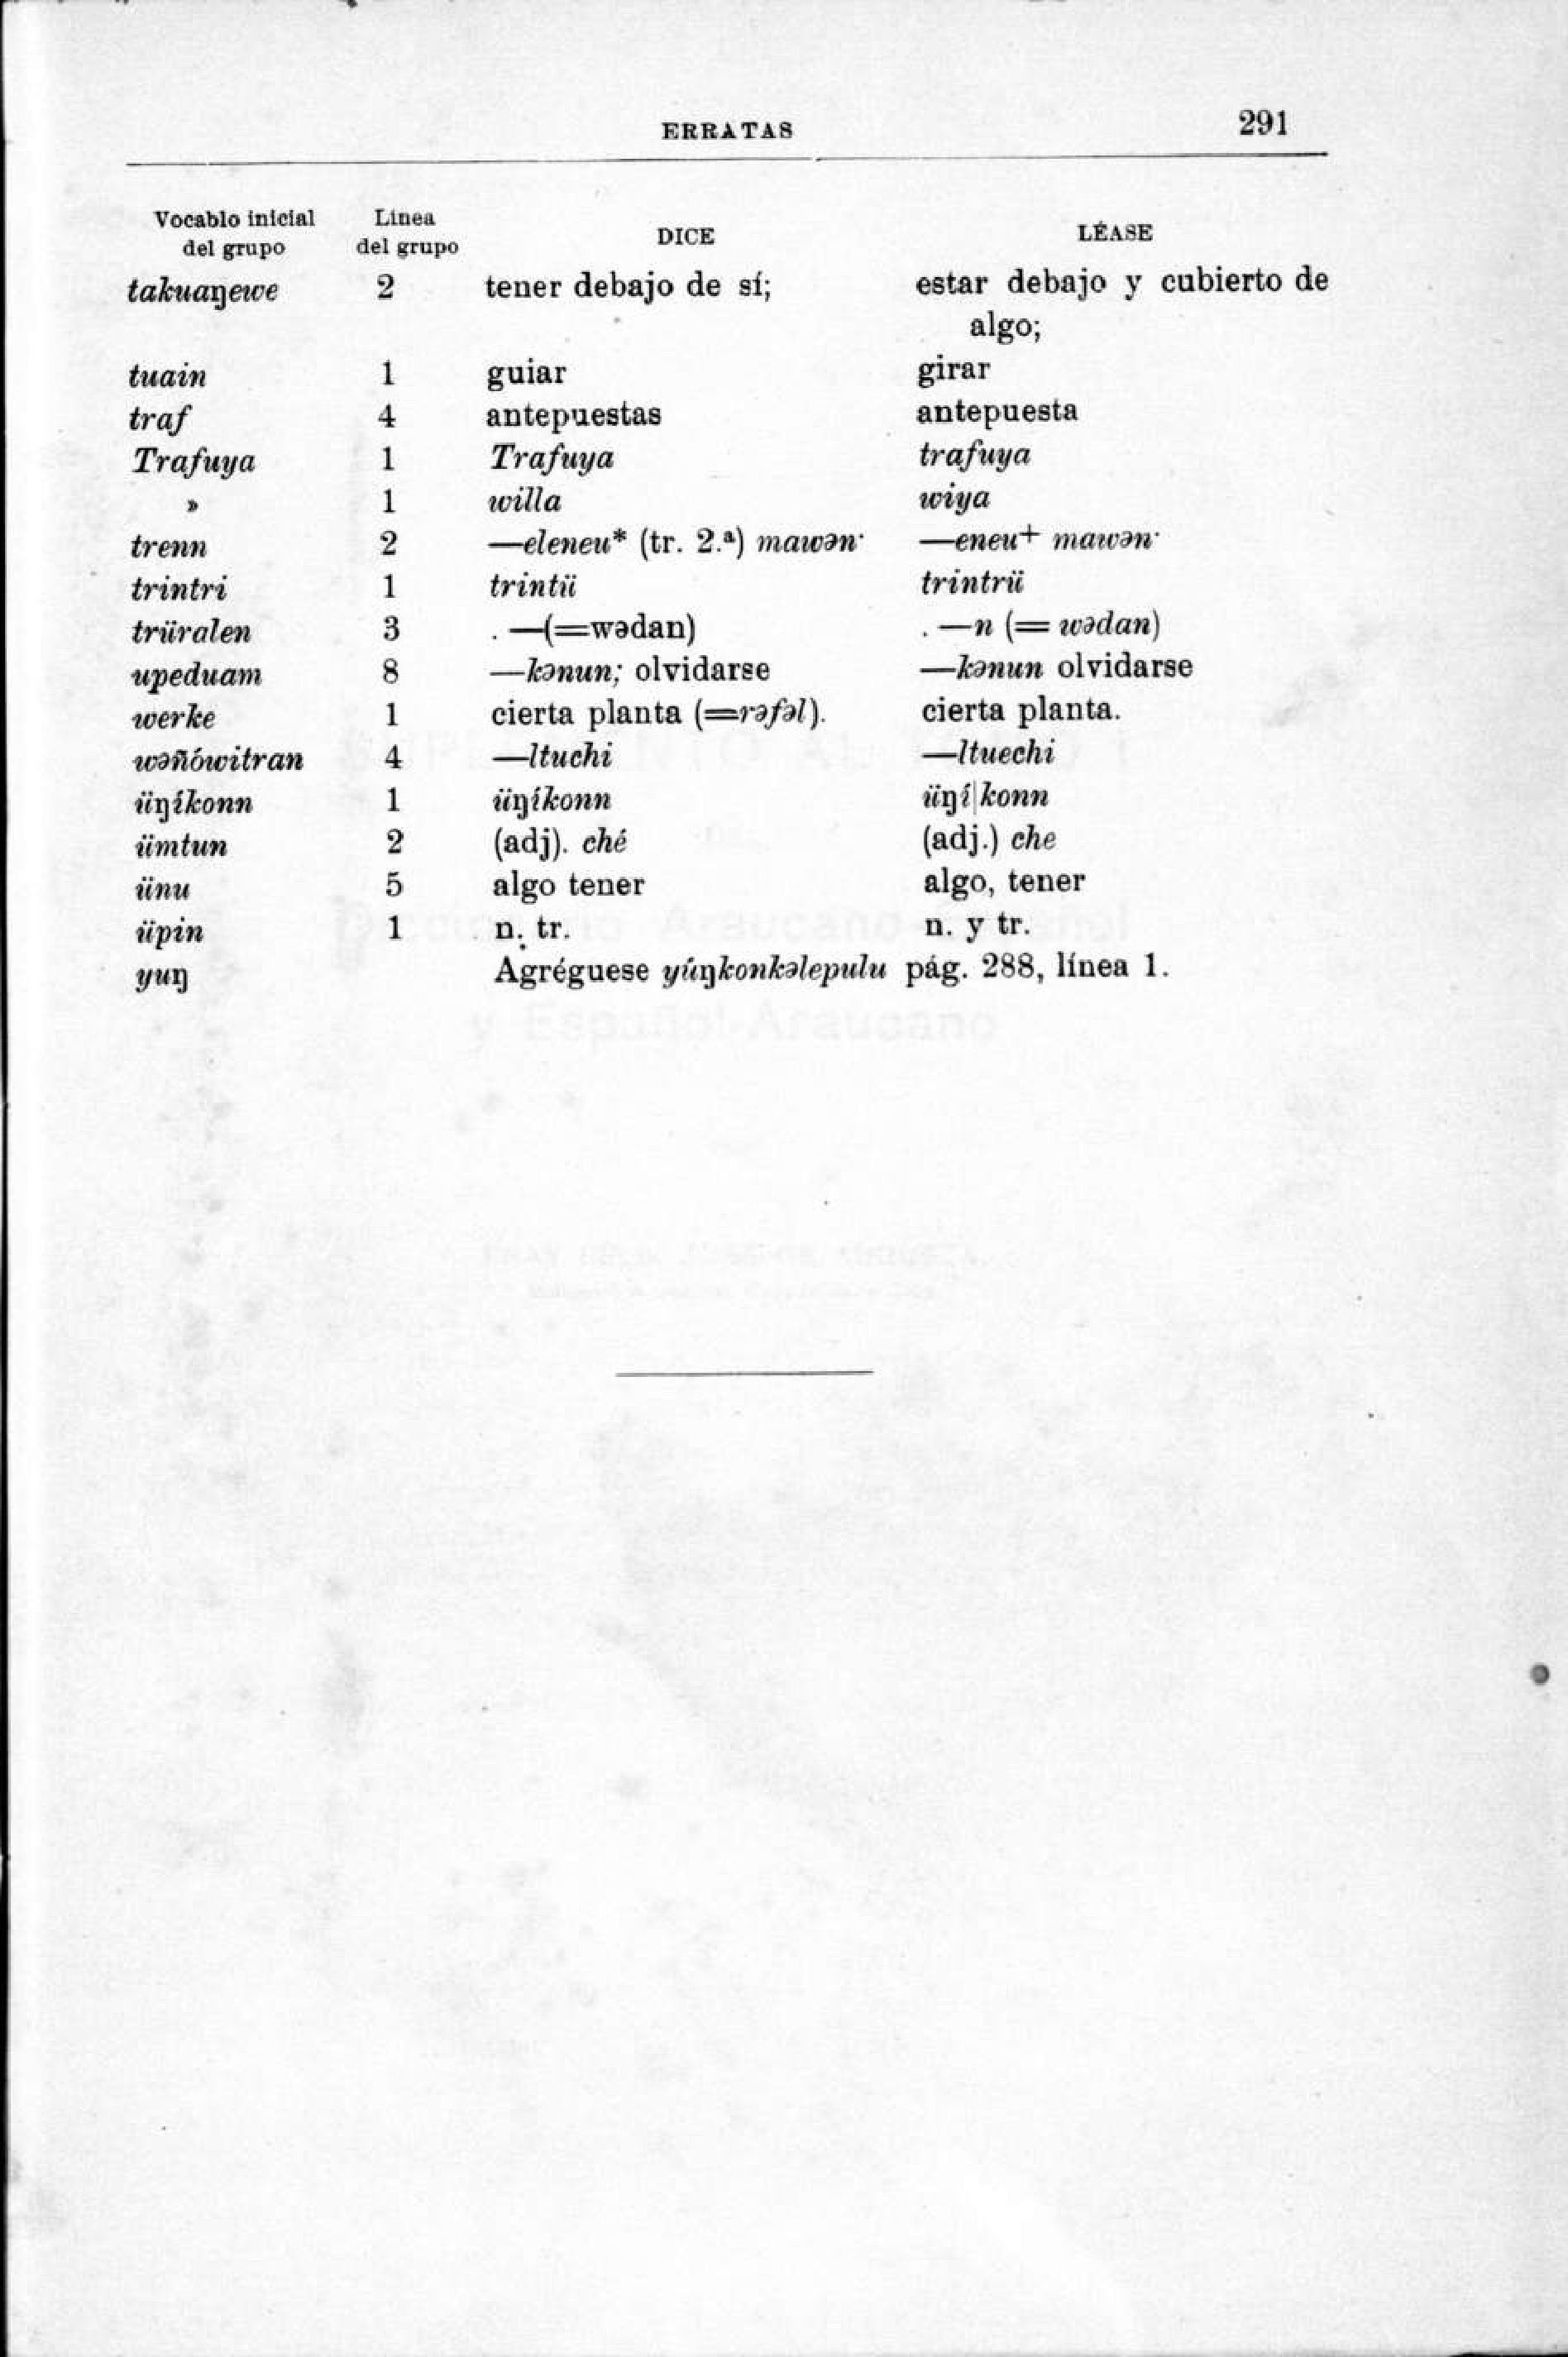 ERRATAS 291
Vocablo inicial del grupo Línea del grupo DICE LÉASE
takuaŋewe 2 tener debajo de sí; estar debajo y cubierto de
algo;
tuain 1 guiar girar
traf 4 antepuestas antepuesta
Trafuya 1 Trafuya trafuya
» 1 willa wiya
trenn 2 —eleneu* (tr. 2.ª) mawən· —eneu+ mawən·
trintri 1 trintü trintrü
trüralen 3 . —(=wədan) . —n (= wədan)
upeduam 8 —kənun; olvidarse —kənun olvidarse
werke 1 cierta planta (=rəfəl). cierta planta.
wəñówitran 4 —ltuchi —ltuechi
üŋíkonn 1 üŋíkonn üŋí|konn
ümtun 2 (adj). ché (adj.) che
ünu 5 algo tener algo, tener
üpin 1 n. tr. n. y tr.
yuŋ Agréguese yúŋkonkəlepulu pág. 288, línea 1.